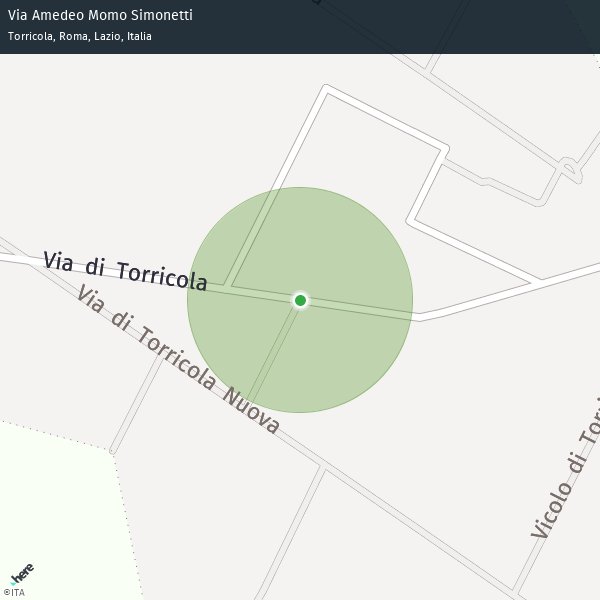 Via Amedeo Momo Simonetti
Torricola, Roma, Lazio, Italia
Via di Torricola
Via di Torricola Nuova
Vicolo di Torri
here
©ITA